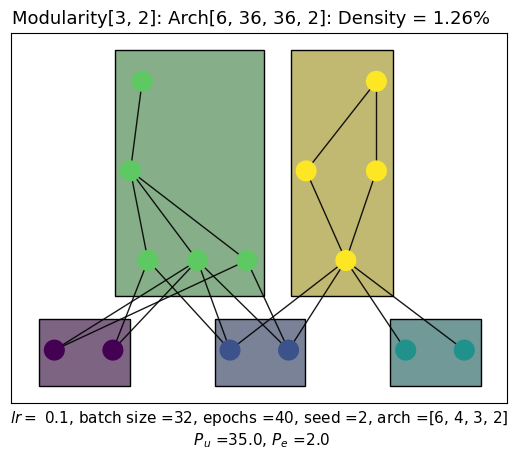 Modularity[3, 2]: Arch[6, 36, 36, 2]: Density = 1.26%
lr = 0.1, batch size =32, epochs =40, seed =2, arch =[6, 4, 3, 2]
P_u =35.0, P_e =2.0